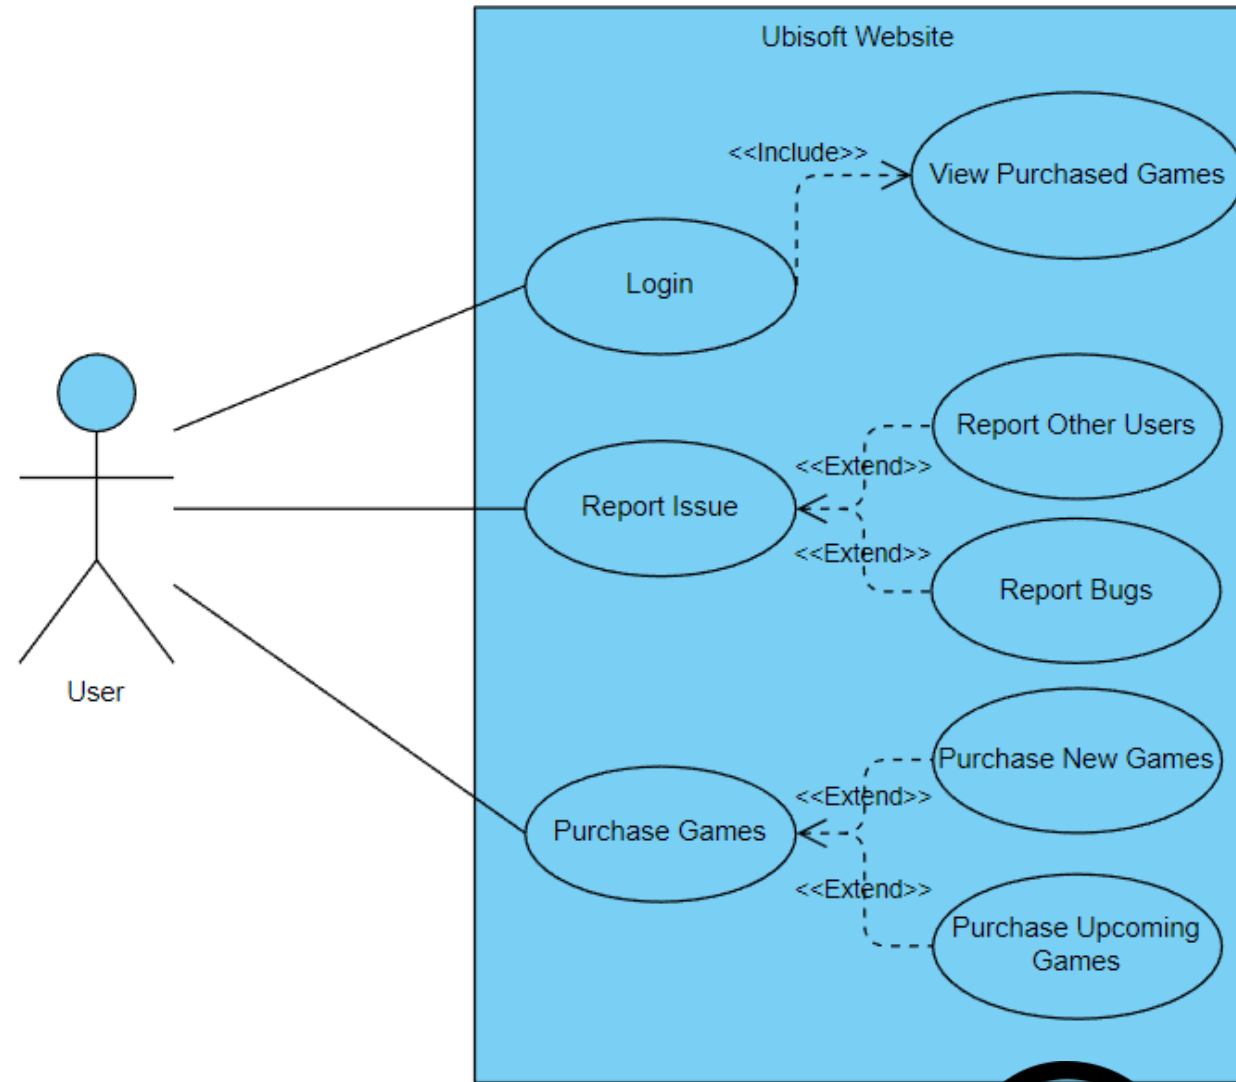 Ubisoft Website
<<Include>>
View Purchased Games
Login
Report Other Users
<<Extend>>
Report Issue
<<Extend>>
Report Bugs
User
Purchase New Games
<<Extend>>
Purchase Games
<<Extend>>
Purchase Upcoming
Games